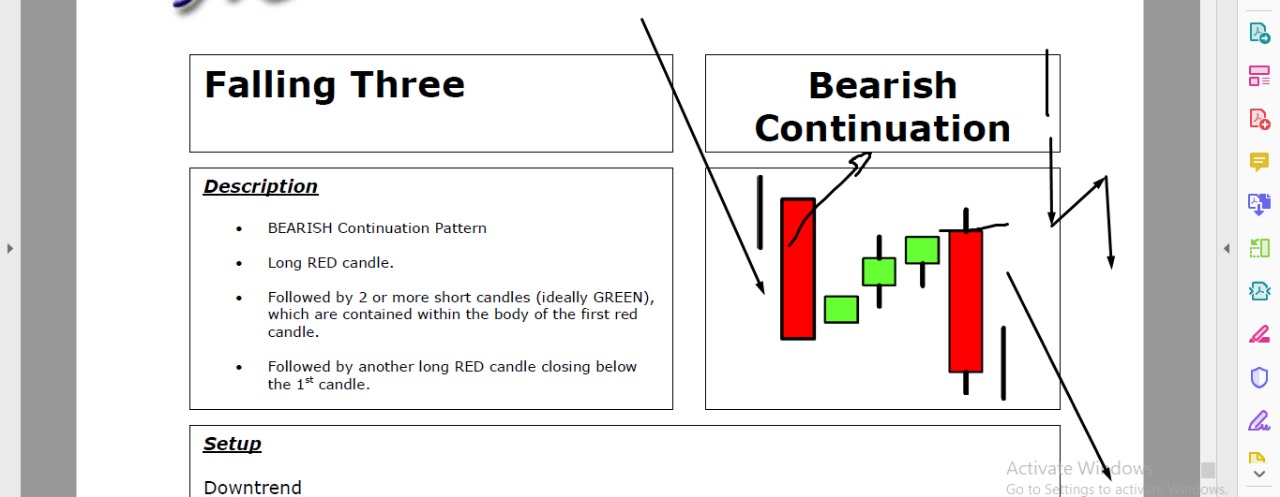 Falling Three
Bearish
Continuation
Description
• BEARISH Continuation Pattern
• Long RED candle.
• Followed by 2 or more short candles (ideally GREEN),
which are contained within the body of the first red
candle.
• Followed by another long RED candle closing below
the 1st candle.
Setup
Downtrend
Activate Windows
Go to Settings to activate Windows.